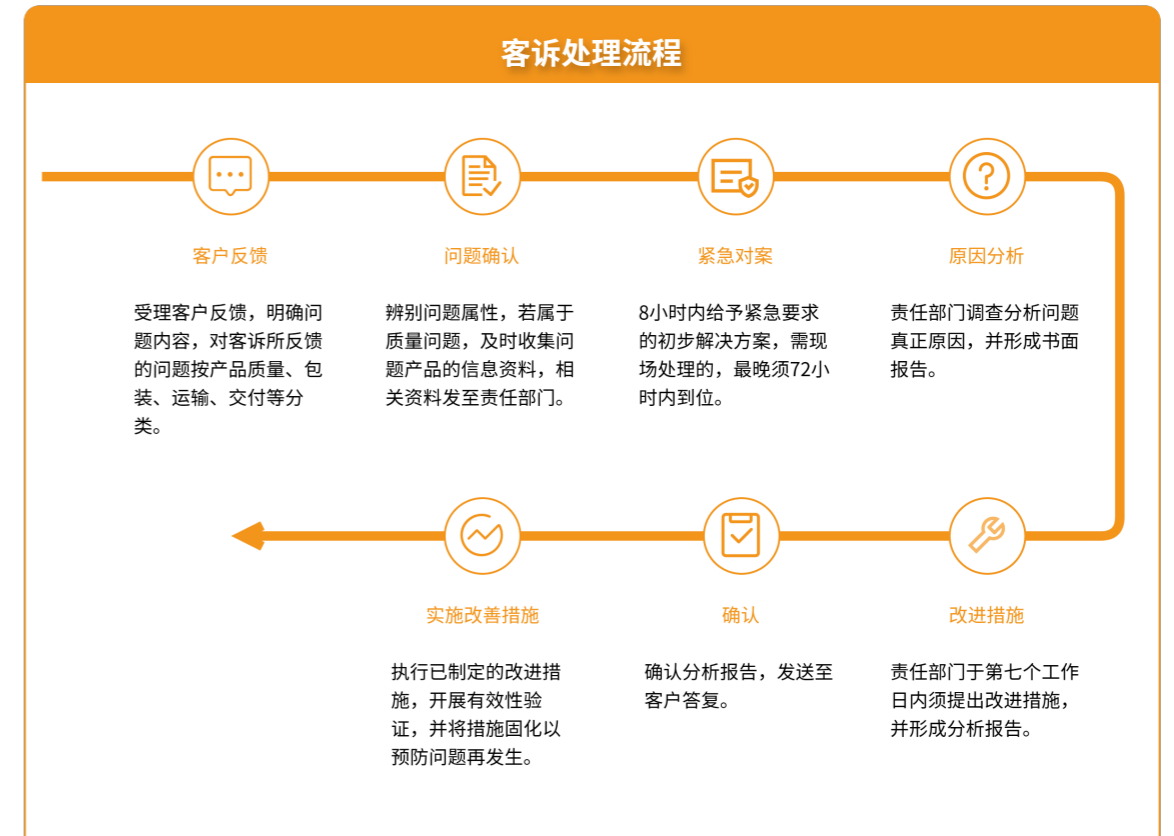 客诉处理流程
客户反馈
受理客户反馈，明确问
题内容，对客诉所反馈
的问题按产品质量、包
装、运输、交付等分
类。
问题确认
辨别问题属性，若属于
质量问题，及时收集问
题产品的信息资料，相
关资料发至责任部门。
紧急对案
8小时内给予紧急要求
的初步解决方案，需现
场处理的，最晚须72小
时内到位。
原因分析
责任部门调查分析问题
真正原因，并形成书面
报告。
改进措施
责任部门于第七个工作
日内须提出改进措施，
并形成分析报告。
确认
确认分析报告，发送至
客户答复。
实施改善措施
执行已制定的改进措
施，开展有效性验
证，并将措施固化以
预防问题再发生。